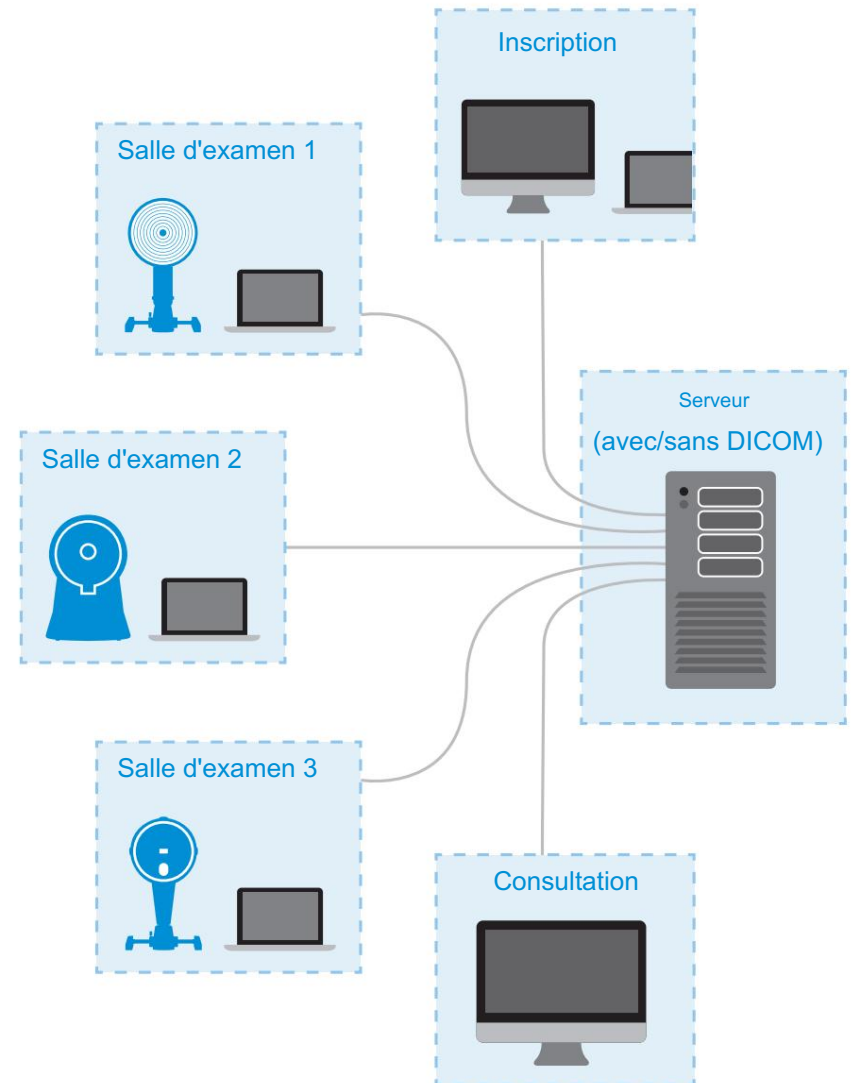 Inscription
Salle d'examen 1
Serveur
(avec/sans DICOM)
Salle d'examen 2
Salle d'examen 3
Consultation